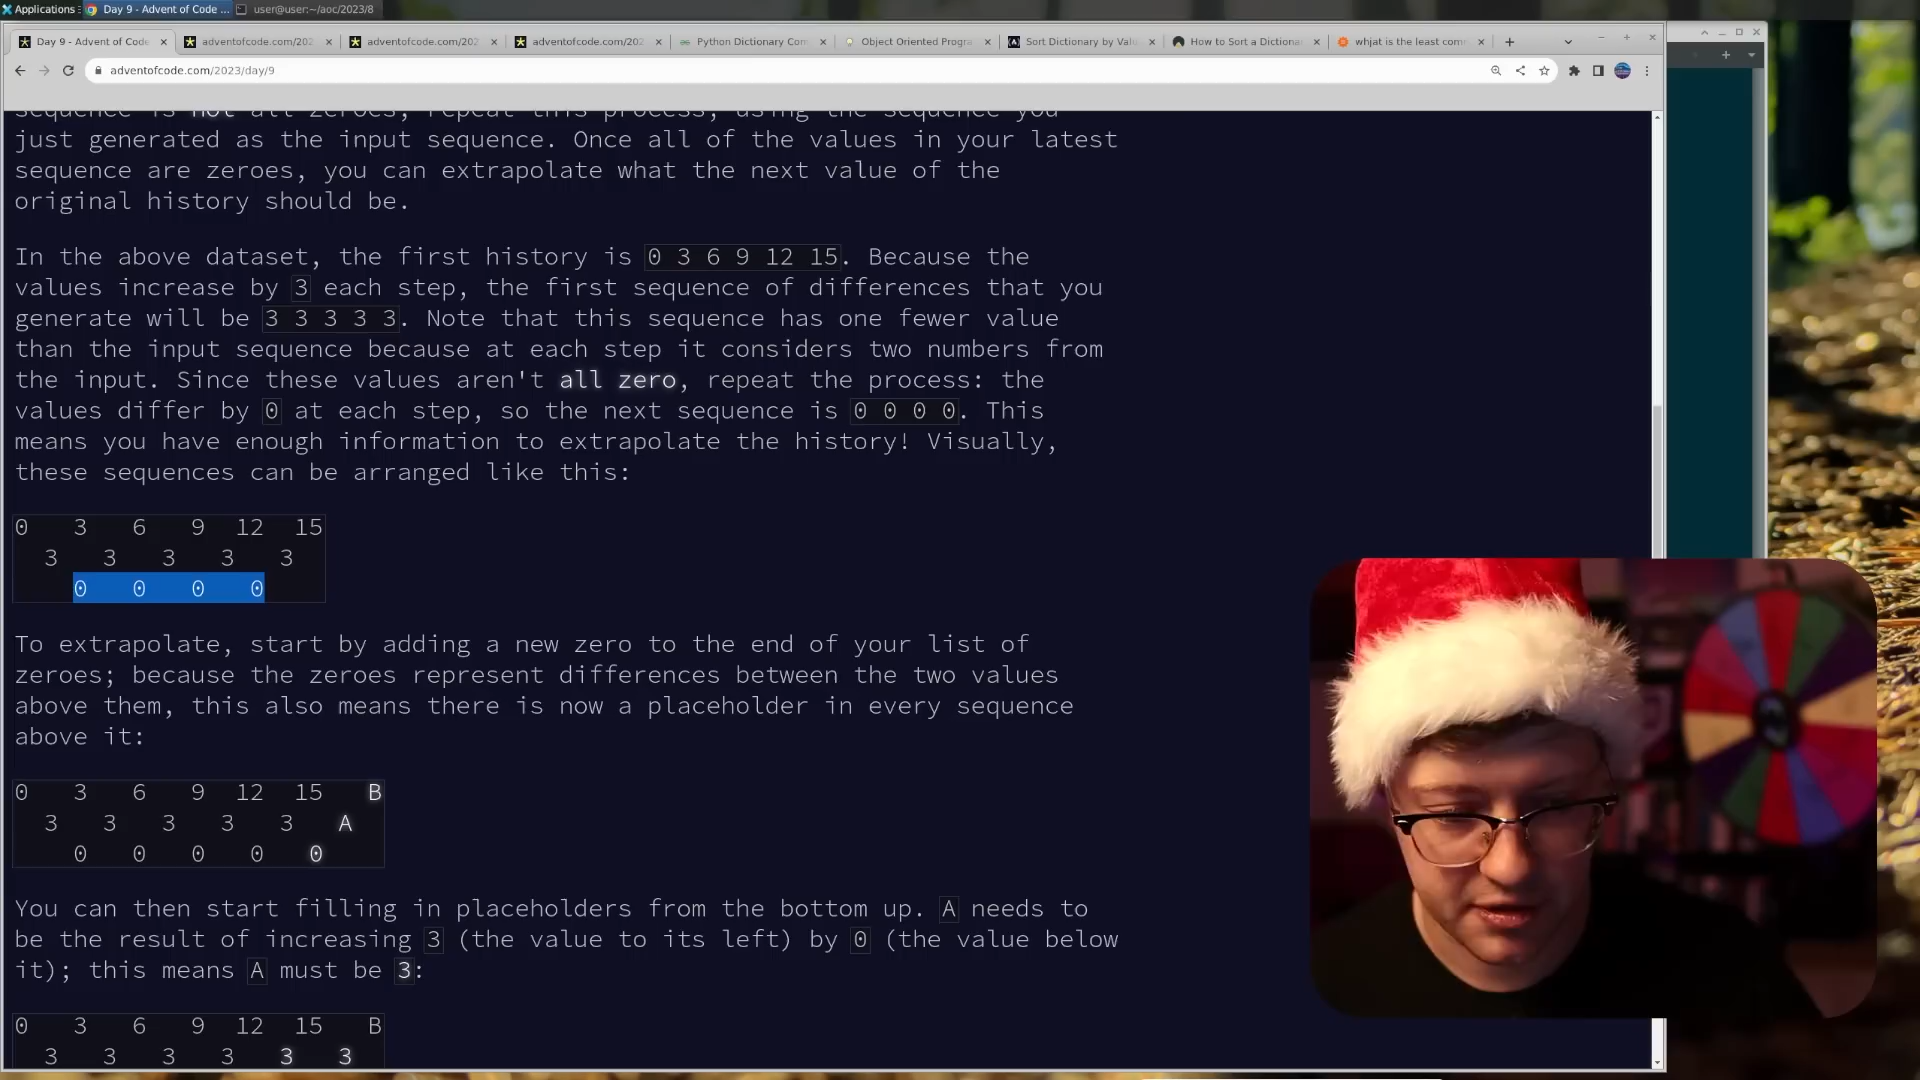 Applications
Day 9 - Advent of Code ...
user@user:~/aoc/2023/8
Day 9 - Advent of Code
adventofcode.com/202
adventofcode.com/202
adventofcode.com/202
Python Dictionary Com
Object Oriented Progra
Sort Dictionary by Valu
How to Sort a Dictiona
whjat is the least com
adventofcode.com/2023/day/9
sequence is not all zeroes, repeat this process, using the sequence you
just generated as the input sequence. Once all of the values in your latest
sequence are zeroes, you can extrapolate what the next value of the
original history should be.
In the above dataset, the first history is 0 3 6 9 12 15. Because the
values increase by 3 each step, the first sequence of differences that you
generate will be 3 3 3 3 3. Note that this sequence has one fewer value
than the input sequence because at each step it considers two numbers from
the input. Since these values aren't all zero, repeat the process: the
values differ by 0 at each step, so the next sequence is 0 0 0 0. This
means you have enough information to extrapolate the history! Visually,
these sequences can be arranged like this:
0 3 6 9 12 15
3 3 3 3 3
0 0 0 0
To extrapolate, start by adding a new zero to the end of your list of
zeroes; because the zeroes represent differences between the two values
above them, this also means there is now a placeholder in every sequence
above it:
0 3 6 9 12 15 B
3 3 3 3 3 A
0 0 0 0 0
You can then start filling in placeholders from the bottom up. A needs to
be the result of increasing 3 (the value to its left) by 0 (the value below
it); this means A must be 3:
0 3 6 9 12 15 B
3 3 3 3 3 3